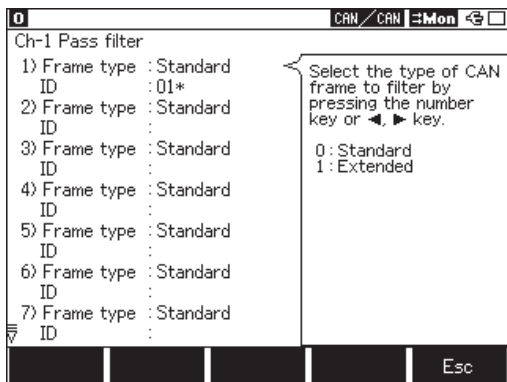 0 CAN/CAN ⇄Mon
Ch-1 Pass filter
1) Frame type :Standard
ID :01*
2) Frame type :Standard
ID :
3) Frame type :Standard
ID :
4) Frame type :Standard
ID :
5) Frame type :Standard
ID :
6) Frame type :Standard
ID :
7) Frame type :Standard
ID :
Select the type of CAN
frame to filter by
pressing the number
key or ◀, ▶ key.
0 : Standard
1 : Extended
Esc